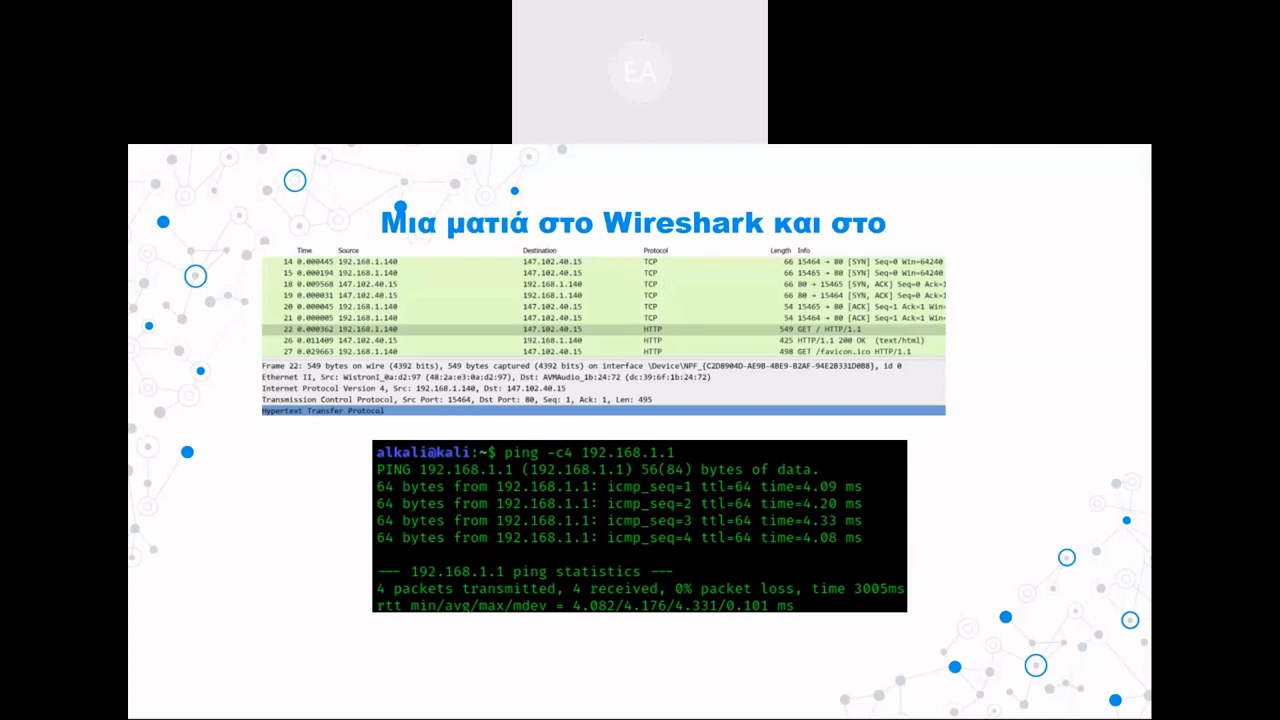 EA
Μια ματιά στο Wireshark και στο
Time Source Destination Protocol Length Info
14 0.000445 192.168.1.140 147.102.40.15 TCP 66 15464 → 80 [SYN] Seq=0 Win=64240
15 0.000194 192.168.1.140 147.102.40.15 TCP 66 15465 → 80 [SYN] Seq=0 Win=64240
18 0.009568 147.102.40.15 192.168.1.140 TCP 66 80 → 15465 [SYN, ACK] Seq=0 Ack=1
19 0.000031 147.102.40.15 192.168.1.140 TCP 66 80 → 15464 [SYN, ACK] Seq=0 Ack=1
20 0.000045 192.168.1.140 147.102.40.15 TCP 54 15465 → 80 [ACK] Seq=1 Ack=1 Win=
21 0.000005 192.168.1.140 147.102.40.15 TCP 54 15464 → 80 [ACK] Seq=1 Ack=1 Win=
22 0.000362 192.168.1.140 147.102.40.15 HTTP 549 GET / HTTP/1.1
26 0.011409 147.102.40.15 192.168.1.140 HTTP 425 HTTP/1.1 200 OK (text/html)
27 0.029663 192.168.1.140 147.102.40.15 HTTP 498 GET /favicon.ico HTTP/1.1
Frame 22: 549 bytes on wire (4392 bits), 549 bytes captured (4392 bits) on interface \Device\NPF_{C2D8904D-AE9B-4BE9-B2AF-94E2B331D0B8}, id 0
Ethernet II, Src: WistronI_0a:d2:97 (48:2a:e3:0a:d2:97), Dst: AVMAudio_1b:24:72 (dc:39:6f:1b:24:72)
Internet Protocol Version 4, Src: 192.168.1.140, Dst: 147.102.40.15
Transmission Control Protocol, Src Port: 15464, Dst Port: 80, Seq: 1, Ack: 1, Len: 495
Hypertext Transfer Protocol
alkali@kali:~$ ping -c4 192.168.1.1
PING 192.168.1.1 (192.168.1.1) 56(84) bytes of data.
64 bytes from 192.168.1.1: icmp_seq=1 ttl=64 time=4.09 ms
64 bytes from 192.168.1.1: icmp_seq=2 ttl=64 time=4.20 ms
64 bytes from 192.168.1.1: icmp_seq=3 ttl=64 time=4.33 ms
64 bytes from 192.168.1.1: icmp_seq=4 ttl=64 time=4.08 ms
--- 192.168.1.1 ping statistics ---
4 packets transmitted, 4 received, 0% packet loss, time 3005ms
rtt min/avg/max/mdev = 4.082/4.176/4.331/0.101 ms